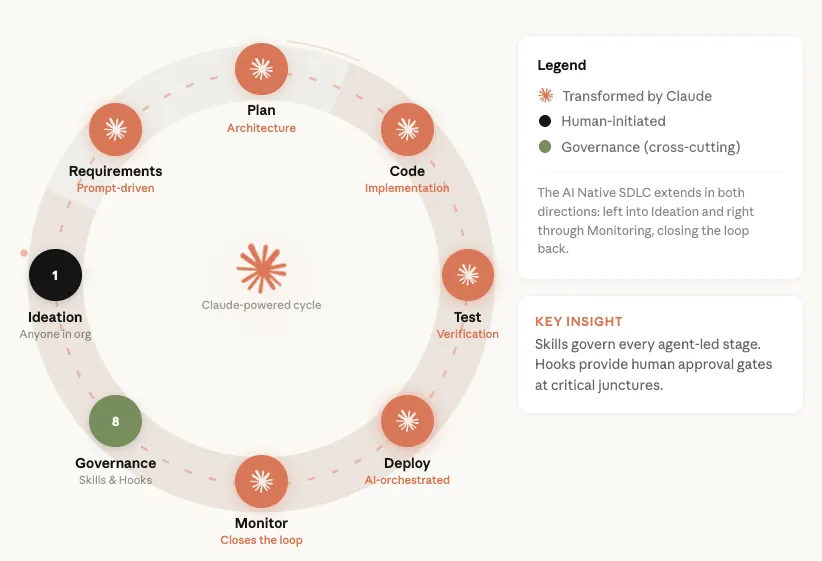 Plan
Architecture
Requirements
Prompt-driven
Code
Implementation
1
Ideation
Anyone in org
Claude-powered cycle
Test
Verification
8
Governance
Skills & Hooks
Deploy
AI-orchestrated
Monitor
Closes the loop
Legend
Transformed by Claude
Human-initiated
Governance (cross-cutting)
The AI Native SDLC extends in both
directions: left into Ideation and right
through Monitoring, closing the loop
back.
KEY INSIGHT
Skills govern every agent-led stage.
Hooks provide human approval gates
at critical junctures.